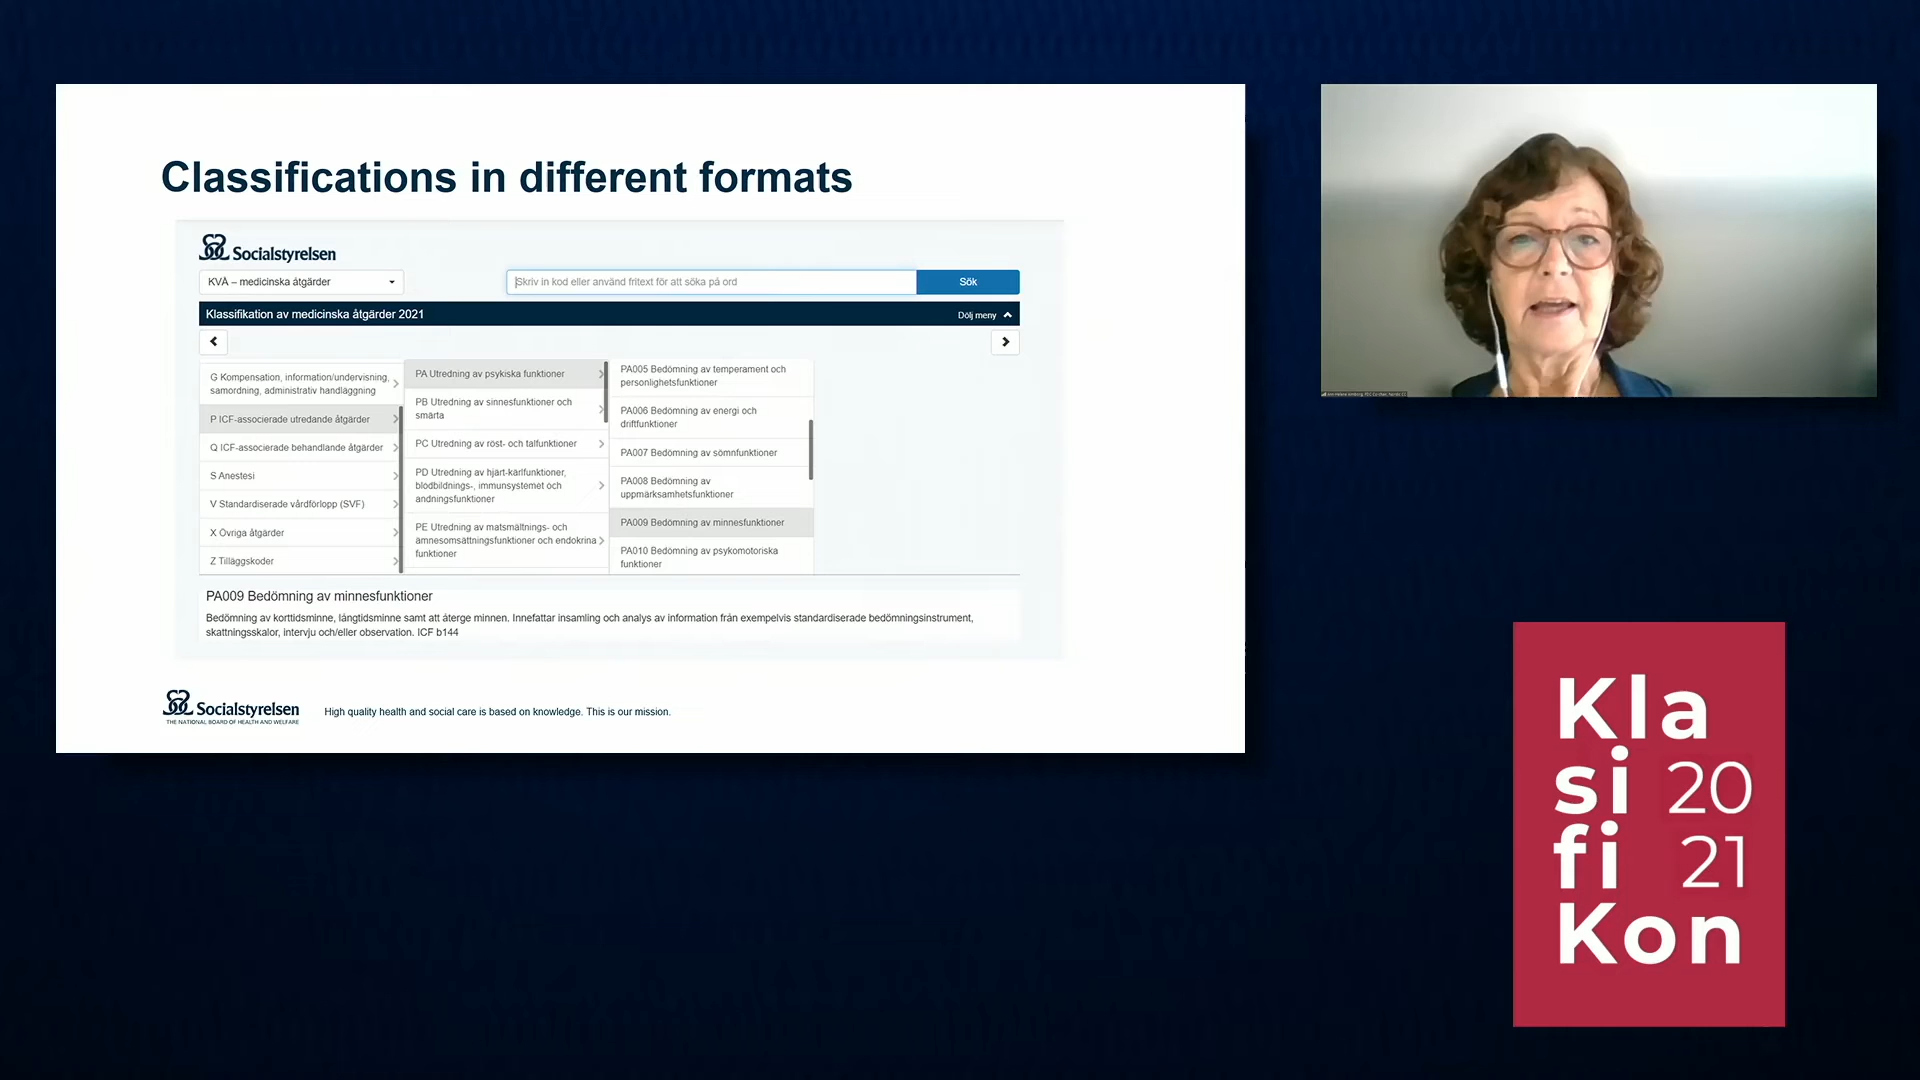 Classifications in different formats
Socialstyrelsen
KVÅ – medicinska åtgärder
Skriv in kod eller använd fritext för att söka på ord
Sök
Klassifikation av medicinska åtgärder 2021
Dölj meny
G Kompensation, information/undervisning,
samordning, administrativ handläggning
P ICF-associerade utredande åtgärder
Q ICF-associerade behandlande åtgärder
S Anestesi
V Standardiserade vårdförlopp (SVF)
X Övriga åtgärder
Z Tilläggskoder
PA Utredning av psykiska funktioner
PB Utredning av sinnesfunktioner och
smärta
PC Utredning av röst- och talfunktioner
PD Utredning av hjärt-kärlfunktioner,
blodbildnings-, immunsystemet och
andningsfunktioner
PE Utredning av matsmältnings- och
ämnesomsättningsfunktioner och endokrina
funktioner
PA005 Bedömning av temperament och
personlighetsfunktioner
PA006 Bedömning av energi och
driftfunktioner
PA007 Bedömning av sömnfunktioner
PA008 Bedömning av
uppmärksamhetsfunktioner
PA009 Bedömning av minnesfunktioner
PA010 Bedömning av psykomotoriska
funktioner
PA009 Bedömning av minnesfunktioner
Bedömning av korttidsminne, långtidsminne samt att återge minnen. Innefattar insamling och analys av information från exempelvis standardiserade bedömningsinstrument,
skattningsskalor, intervju och/eller observation. ICF b144
Socialstyrelsen
THE NATIONAL BOARD OF HEALTH AND WELFARE
High quality health and social care is based on knowledge. This is our mission.
Kla
si 20
fi 21
Kon